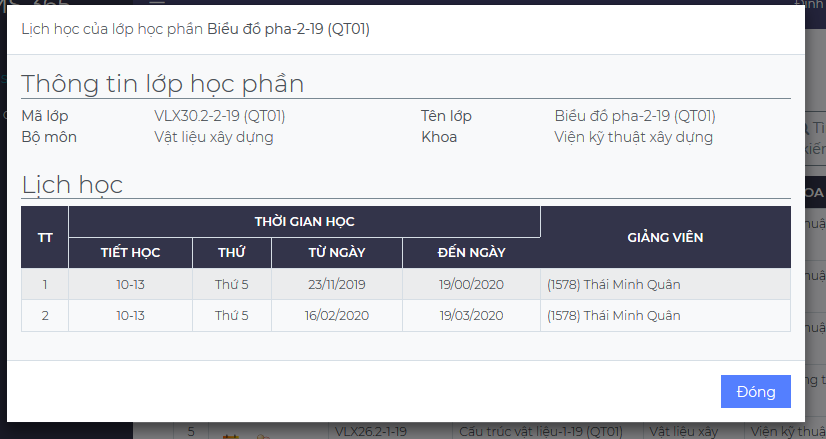 Lịch học của lớp học phần Biểu đồ pha-2-19 (QT01)
Thông tin lớp học phần
Mã lớp VLX30.2-2-19 (QT01) Tên lớp Biểu đồ pha-2-19 (QT01)
Bộ môn Vật liệu xây dựng Khoa Viện kỹ thuật xây dựng
Lịch học
TT THỜI GIAN HỌC GIẢNG VIÊN
TIẾT HỌC THỨ TỪ NGÀY ĐẾN NGÀY
1 10-13 Thứ 5 23/11/2019 19/00/2020 (1578) Thái Minh Quân
2 10-13 Thứ 5 16/02/2020 19/03/2020 (1578) Thái Minh Quân
Đóng
5 VLX26.2-1-19 Cấu trúc vật liệu-1-19 (QT01) Vật liệu xây Viện kỹ thuật